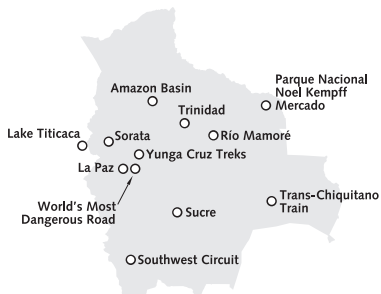 Parque Nacional
Noel Kempff
Mercado
Amazon Basin
Trinidad
Lake Titicaca
Sorata
Río Mamoré
Yunga Cruz Treks
La Paz
World's Most
Dangerous Road
Sucre
Trans-Chiquitano
Train
Southwest Circuit